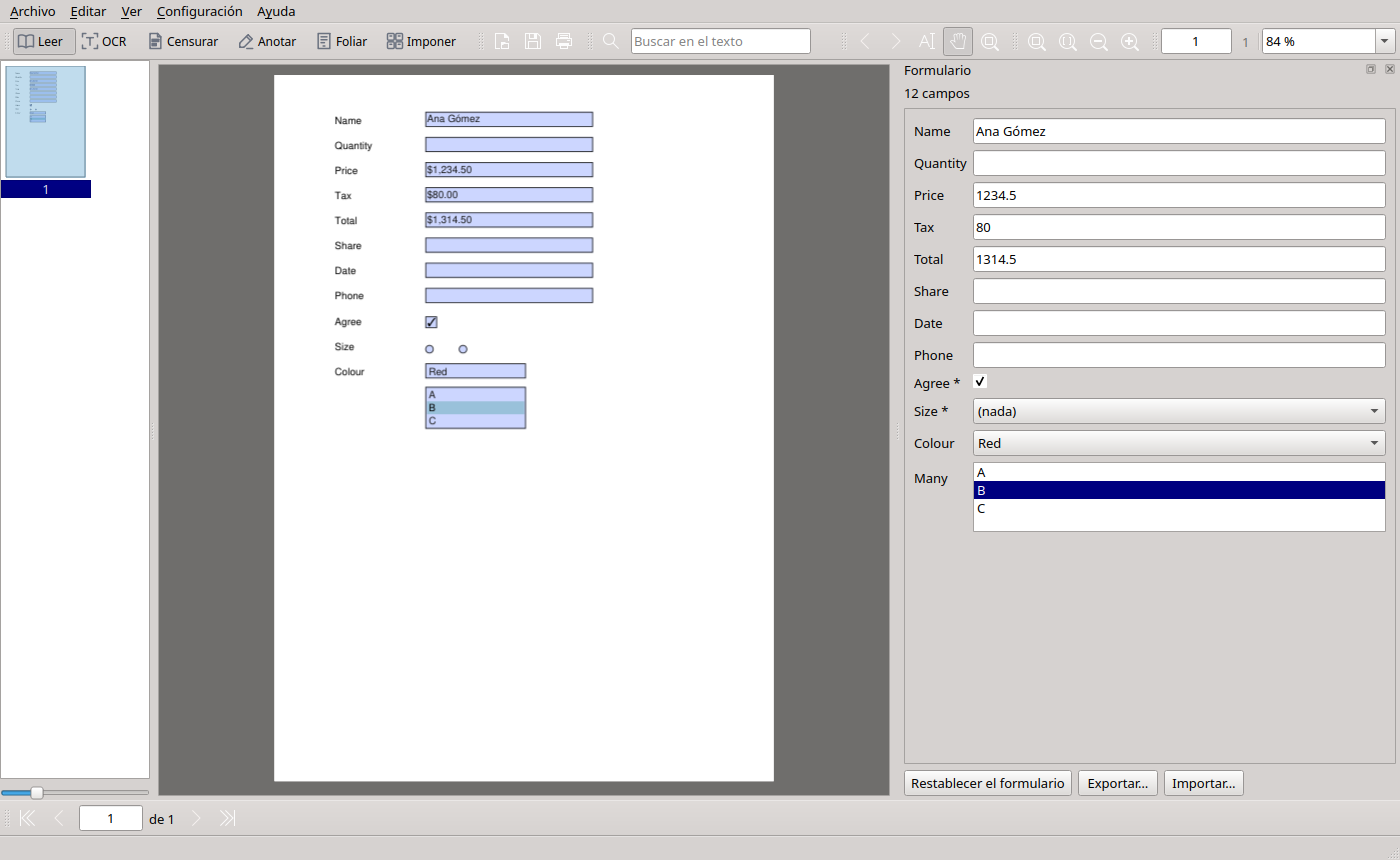 Archivo Editar Ver Configuración Ayuda
Leer OCR Censurar Anotar Foliar Imponer Buscar en el texto 1 1 84 %
1
Name Ana Gómez
Quantity
Price $1,234.50
Tax $80.00
Total $1,314.50
Share
Date
Phone
Agree
Size
Colour Red
A
B
C
Formulario
12 campos
Name Ana Gómez
Quantity
Price 1234.5
Tax 80
Total 1314.5
Share
Date
Phone
Agree *
Size * (nada)
Colour Red
Many A
B
C
Restablecer el formulario Exportar... Importar...
1 de 1